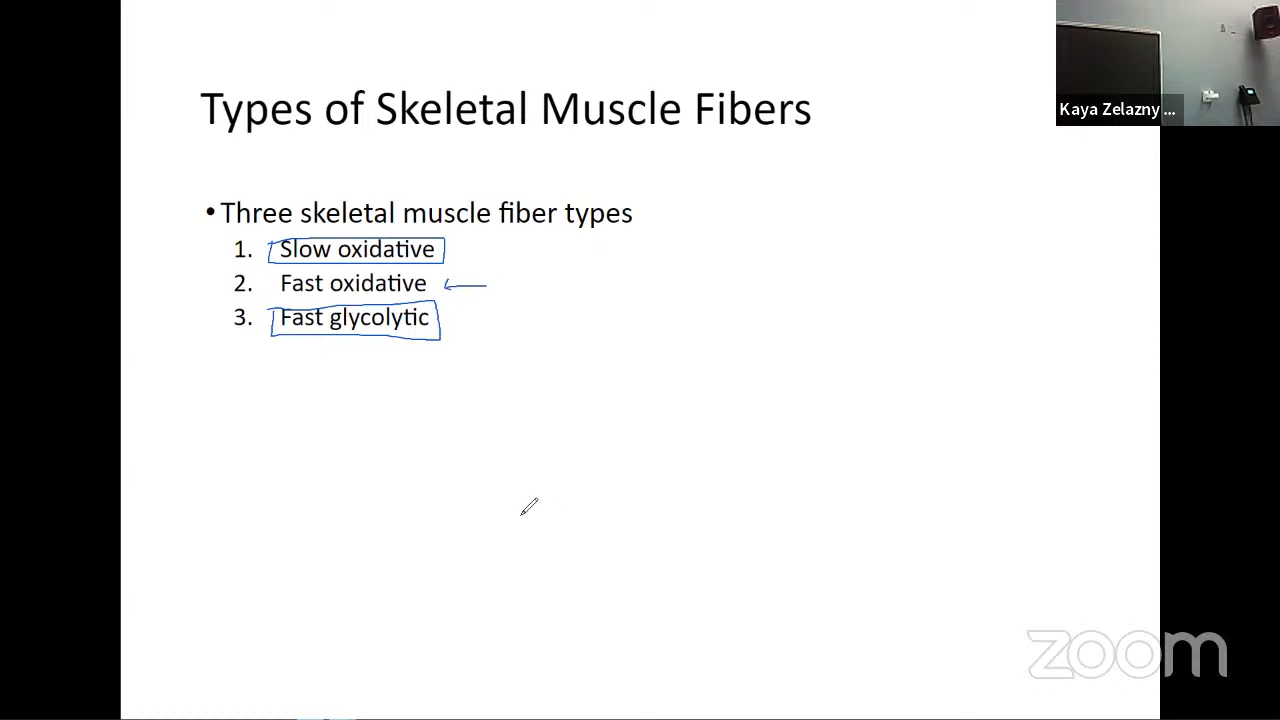 Types of Skeletal Muscle Fibers
Kaya Zelazny ...
• Three skeletal muscle fiber types
1. Slow oxidative
2. Fast oxidative
3. Fast glycolytic
zoom